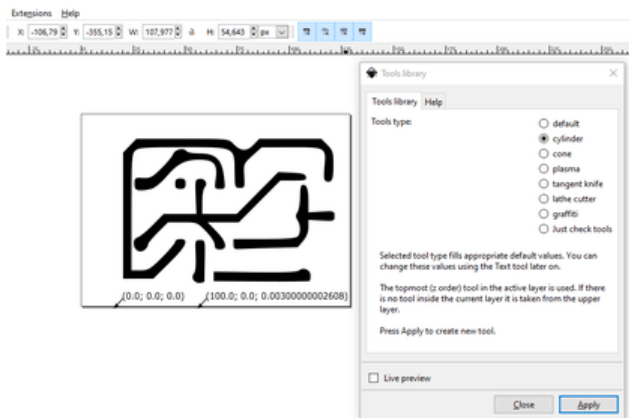 Extensions Help
X: -106,79 Y: -355,15 W: 107,977 H: 54,643 px
Tools library
Tools library Help
Tools type:
default
cylinder
cone
plasma
tangent knife
lathe cutter
graffiti
Just check tools
Selected tool type fills appropriate default values. You can
change these values using the Text tool later on.
The topmost (z order) tool in the active layer is used. If there
is no tool inside the current layer it is taken from the upper
layer.
Press Apply to create new tool.
(0.0; 0.0; 0.0) (100.0; 0.0; 0.00300000002608)
Live preview
Close Apply